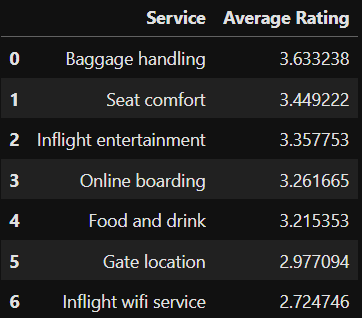 Service Average Rating
0 Baggage handling 3.633238
1 Seat comfort 3.449222
2 Inflight entertainment 3.357753
3 Online boarding 3.261665
4 Food and drink 3.215353
5 Gate location 2.977094
6 Inflight wifi service 2.724746